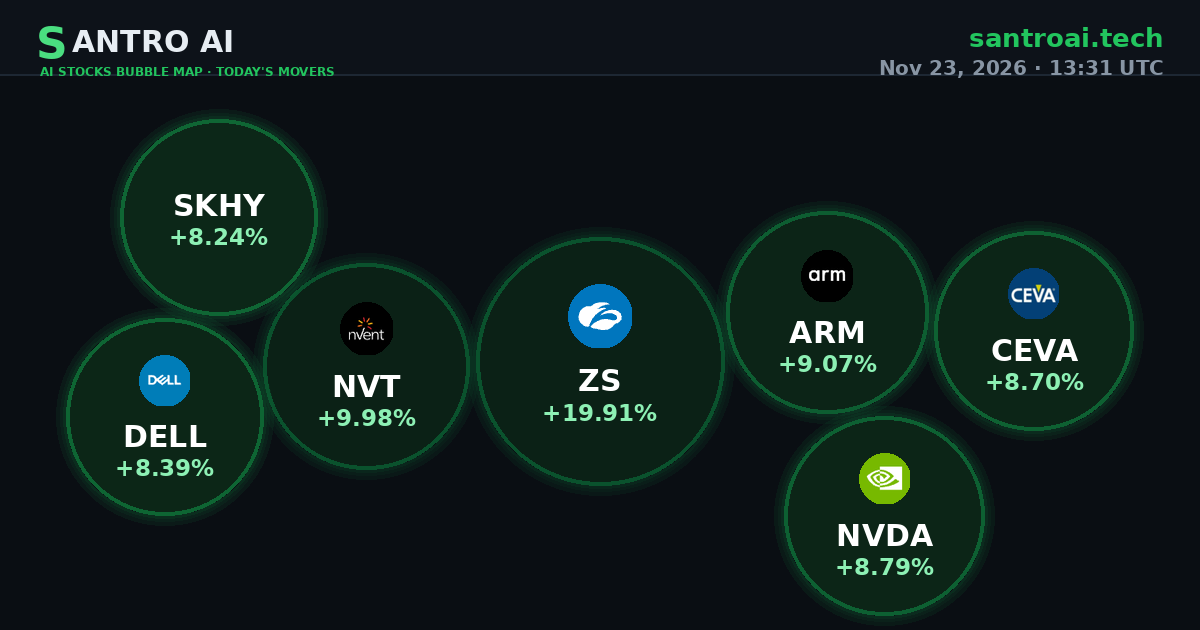 SANTRO AI
AI STOCKS BUBBLE MAP · TODAY'S MOVERS
santroai.tech
Nov 23, 2026 · 13:31 UTC
SKHY
+8.24%
DELL
DELL
+8.39%
nvent
NVT
+9.98%
ZS
+19.91%
arm
ARM
+9.07%
CEVA
CEVA
+8.70%
NVDA
+8.79%